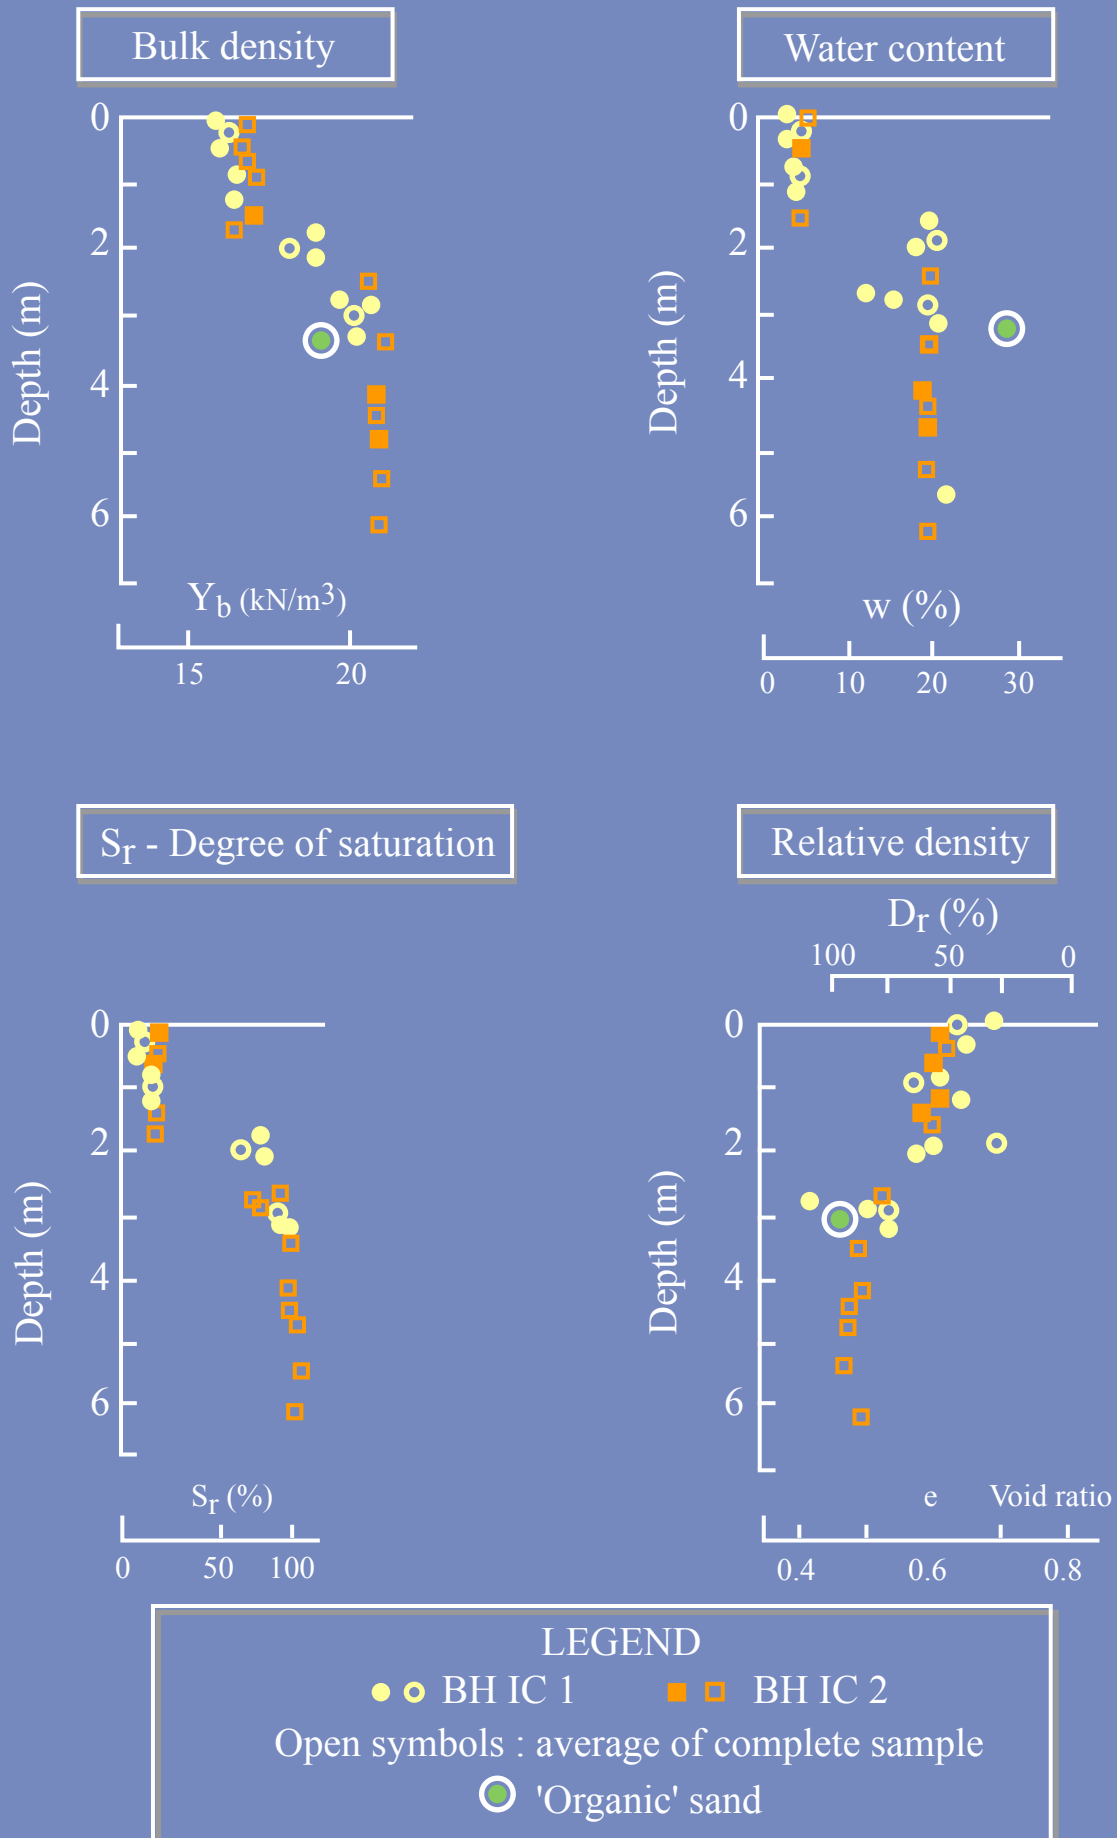 Bulk density
Water content
0
2
4
6
Depth (m)
Yb (kN/m3)
15
20
0
2
4
6
Depth (m)
w (%)
0
10
20
30
Sr - Degree of saturation
Relative density
Dr (%)
100
50
0
0
2
4
6
Depth (m)
Sr (%)
0
50
100
0
2
4
6
Depth (m)
e
Void ratio
0.4
0.6
0.8
LEGEND
BH IC 1
BH IC 2
Open symbols : average of complete sample
'Organic' sand